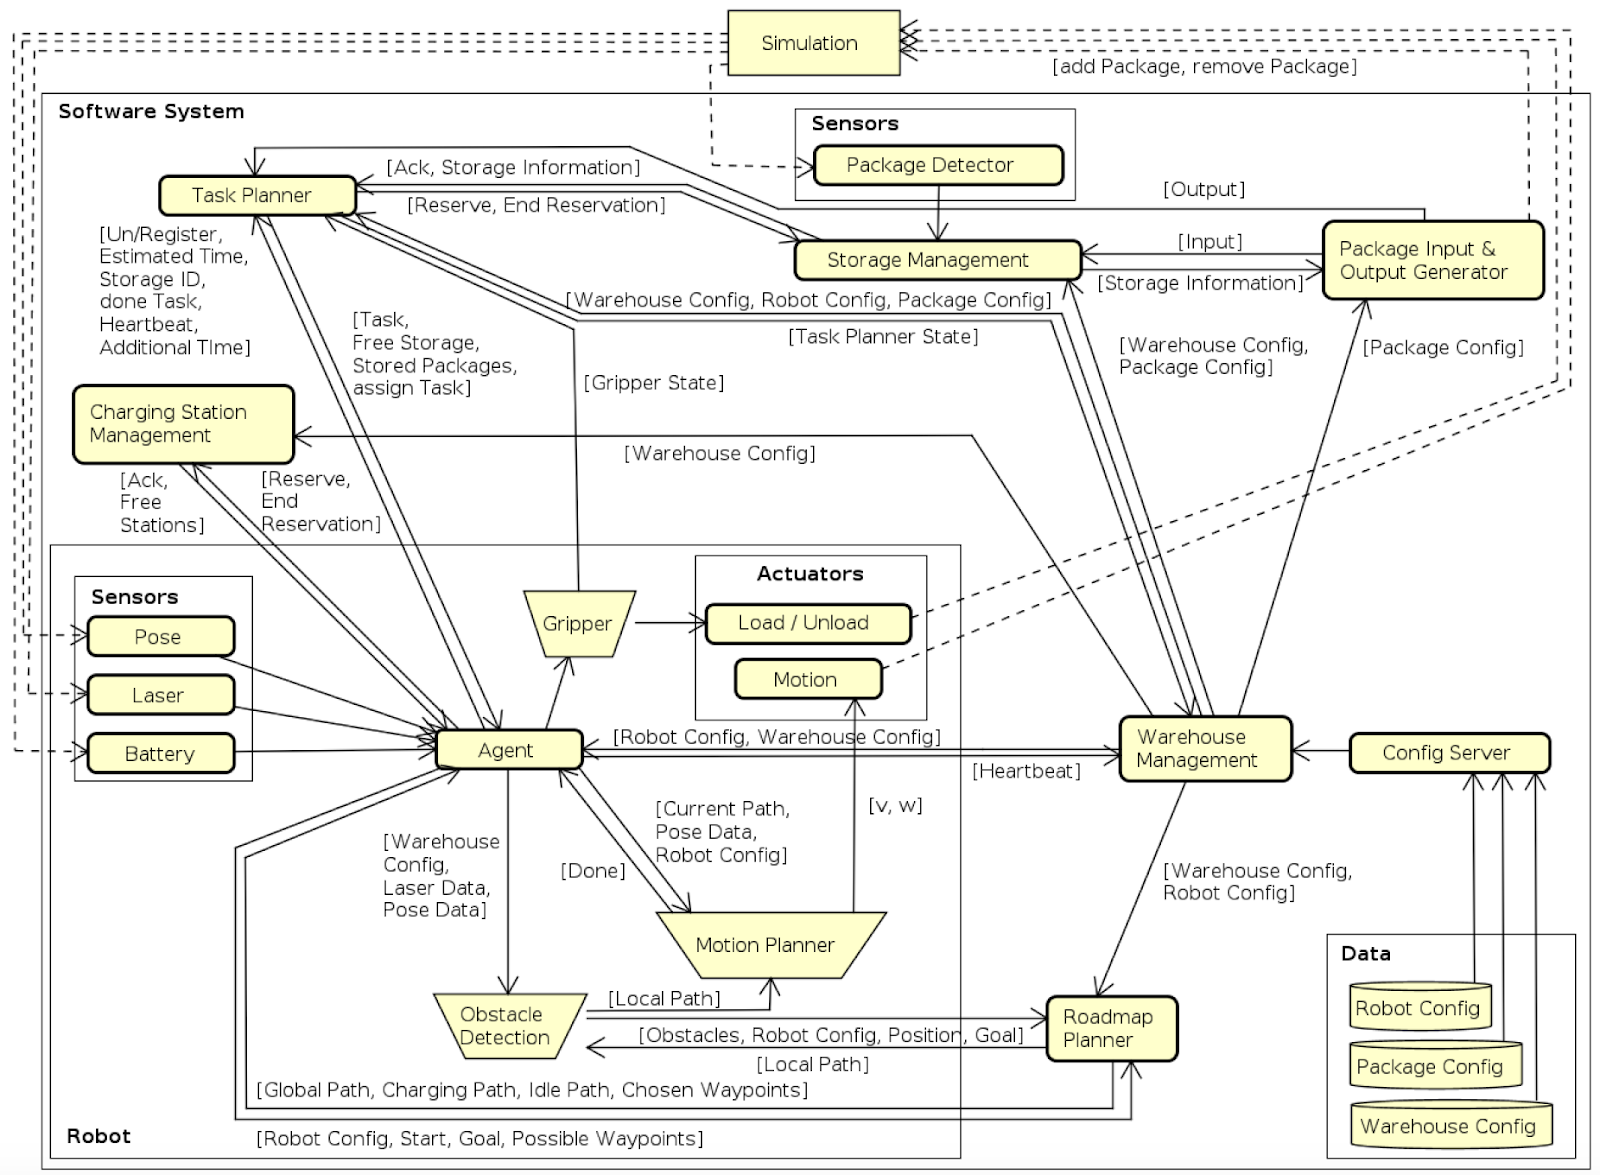 Simulation
[add Package, remove Package]
Software System
Sensors
Package Detector
[Ack, Storage Information]
Task Planner
[Reserve, End Reservation]
[Output]
[Un/Register,
Estimated Time,
Storage ID,
done Task,
Heartbeat,
Additional TIme]
Storage Management
[Input]
[Storage Information]
Package Input &
Output Generator
[Warehouse Config, Robot Config, Package Config]
[Task Planner State]
[Task,
Free Storage,
Stored Packages,
assign Task]
[Warehouse Config,
Package Config]
[Package Config]
[Gripper State]
Charging Station
Management
[Warehouse Config]
[Ack,
Free
Stations]
[Reserve,
End
Reservation]
Sensors
Pose
Laser
Battery
Gripper
Actuators
Load / Unload
Motion
Agent
[Robot Config, Warehouse Config]
[Heartbeat]
Warehouse
Management
Config Server
[Current Path,
Pose Data,
Robot Config]
[v, w]
[Warehouse
Config,
Laser Data,
Pose Data]
[Done]
[Warehouse Config,
Robot Config]
Motion Planner
Data
Robot Config
Package Config
Warehouse Config
Obstacle
Detection
[Local Path]
[Obstacles, Robot Config, Position, Goal]
[Local Path]
Roadmap
Planner
[Global Path, Charging Path, Idle Path, Chosen Waypoints]
Robot
[Robot Config, Start, Goal, Possible Waypoints]